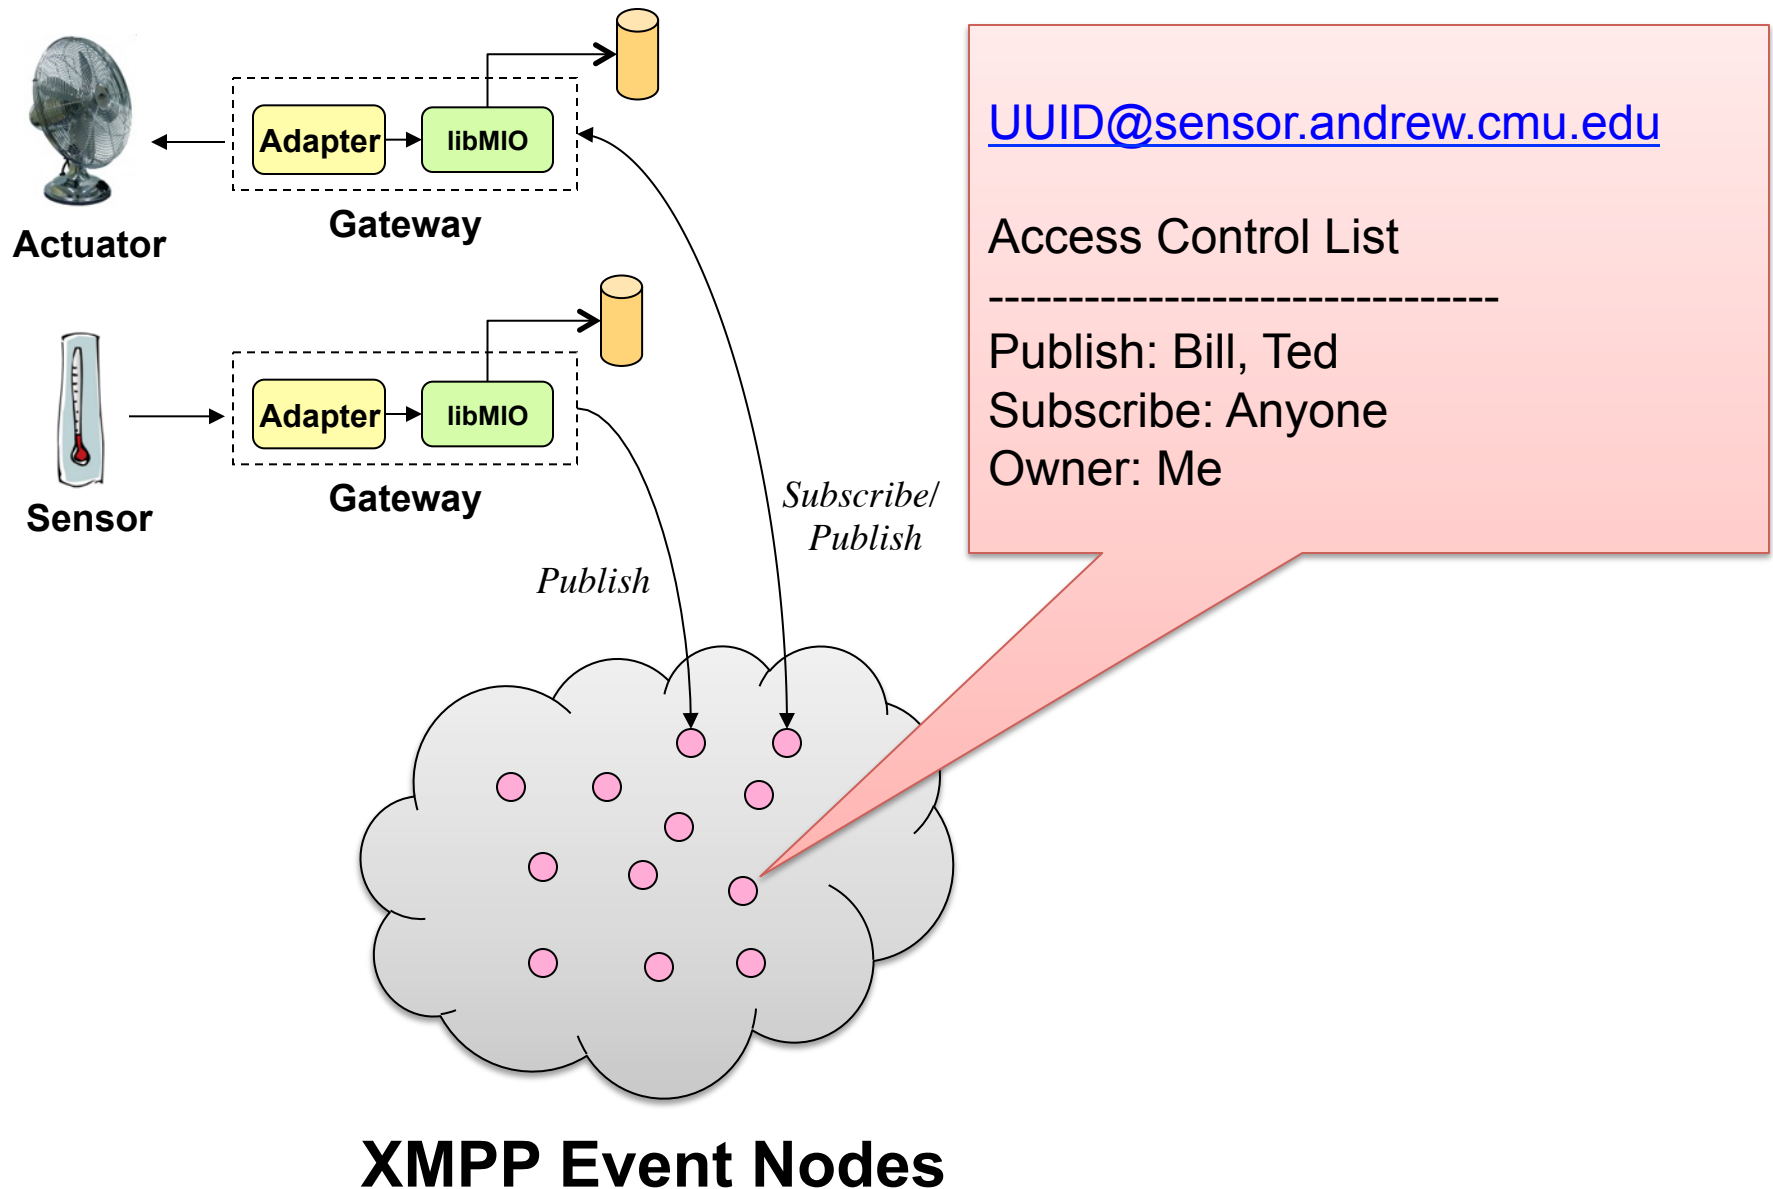 Adapter
libMIO
Gateway
Actuator
Adapter
libMIO
Gateway
Sensor
Publish
Subscribe/
Publish
UUID@sensor.andrew.cmu.edu
Access Control List
--------------------------------
Publish: Bill, Ted
Subscribe: Anyone
Owner: Me
XMPP Event Nodes